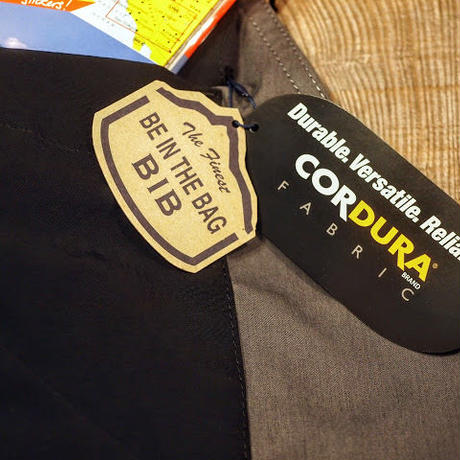 stickers!
The Finest
BE IN THE BAG
BIB
Durable. Versatile. Relia
CORDURA®
BRAND
FABRIC